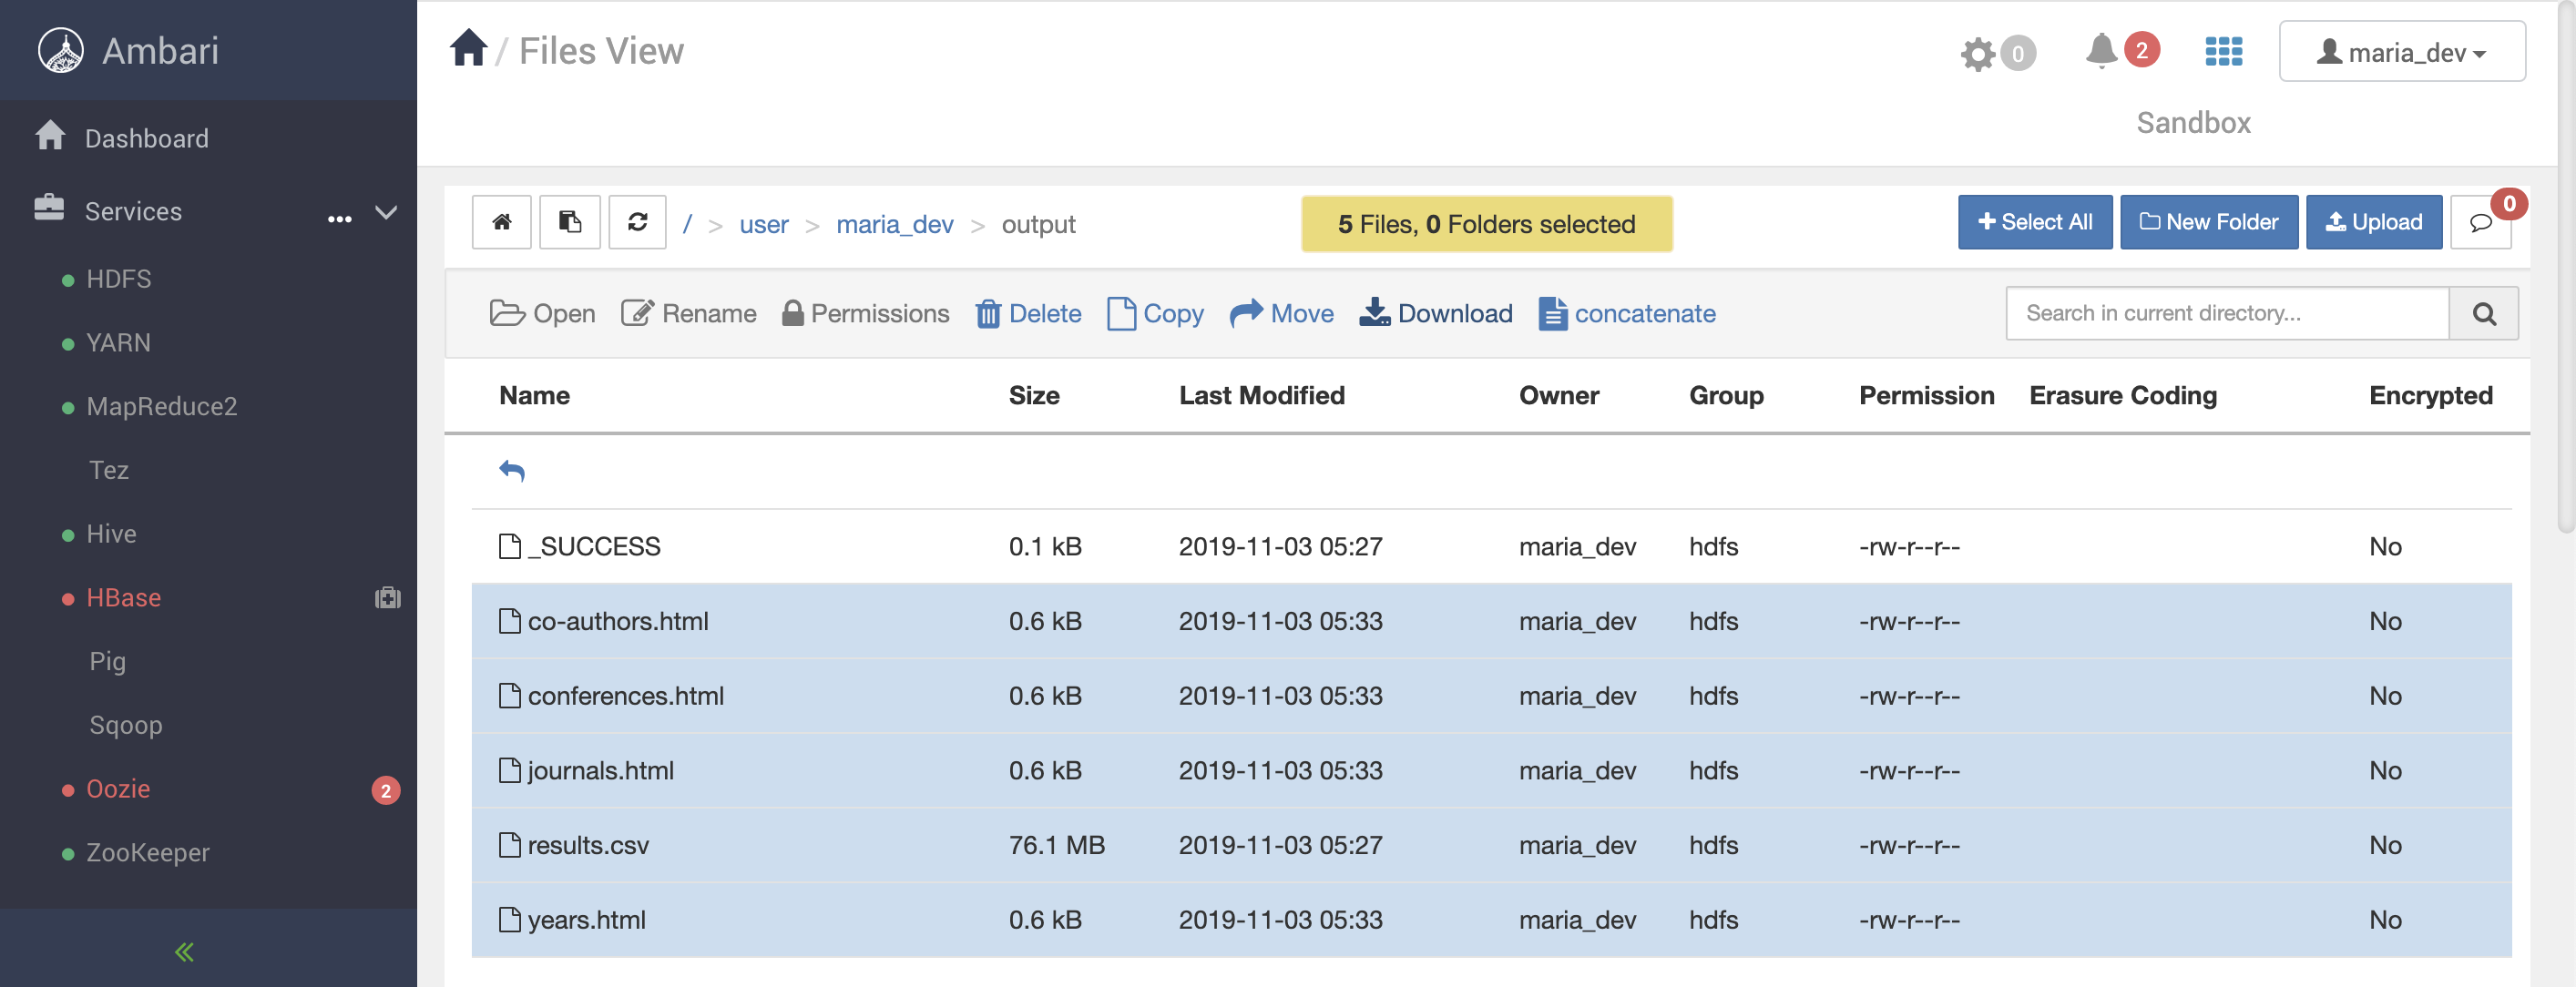 Ambari
Dashboard
Services ...
HDFS
YARN
MapReduce2
Tez
Hive
HBase
Pig
Sqoop
Oozie 2
ZooKeeper
/ Files View
0 2 maria_dev
Sandbox
/ > user > maria_dev > output
5 Files, 0 Folders selected
Select All New Folder Upload 0
Open Rename Permissions Delete Copy Move Download concatenate Search in current directory...
Name Size Last Modified Owner Group Permission Erasure Coding Encrypted
_SUCCESS 0.1 kB 2019-11-03 05:27 maria_dev hdfs -rw-r--r-- No
co-authors.html 0.6 kB 2019-11-03 05:33 maria_dev hdfs -rw-r--r-- No
conferences.html 0.6 kB 2019-11-03 05:33 maria_dev hdfs -rw-r--r-- No
journals.html 0.6 kB 2019-11-03 05:33 maria_dev hdfs -rw-r--r-- No
results.csv 76.1 MB 2019-11-03 05:27 maria_dev hdfs -rw-r--r-- No
years.html 0.6 kB 2019-11-03 05:33 maria_dev hdfs -rw-r--r-- No